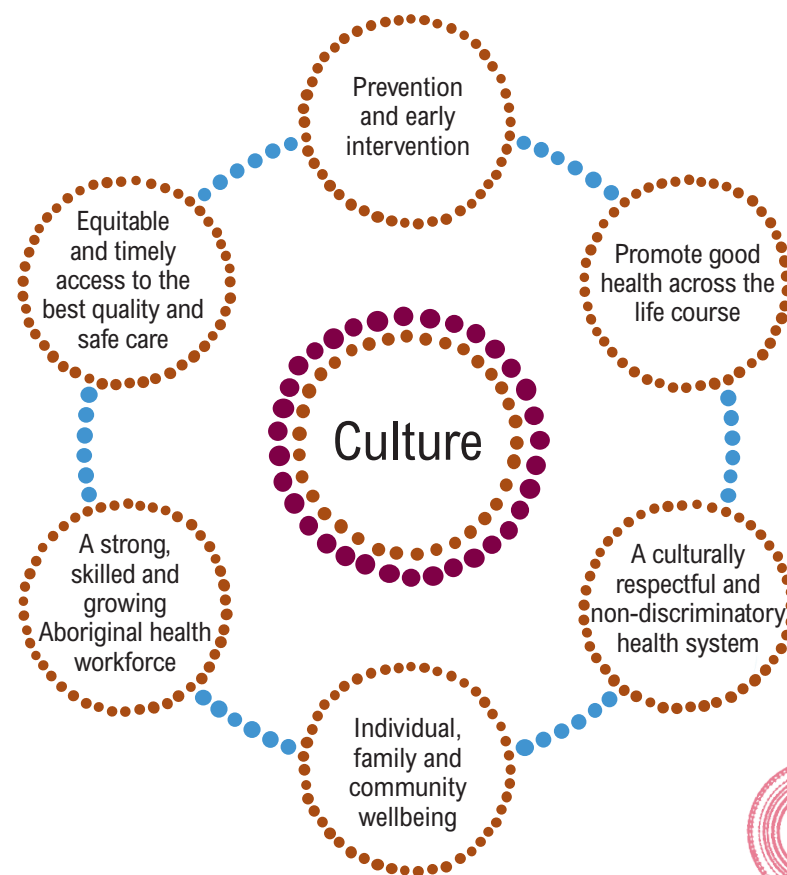 Prevention
and early
intervention
Equitable
and timely
access to the
best quality and
safe care
Promote good
health across the
life course
Culture
A strong,
skilled and
growing
Aboriginal health
workforce
A culturally
respectful and
non-discriminatory
health system
Individual,
family and
community
wellbeing